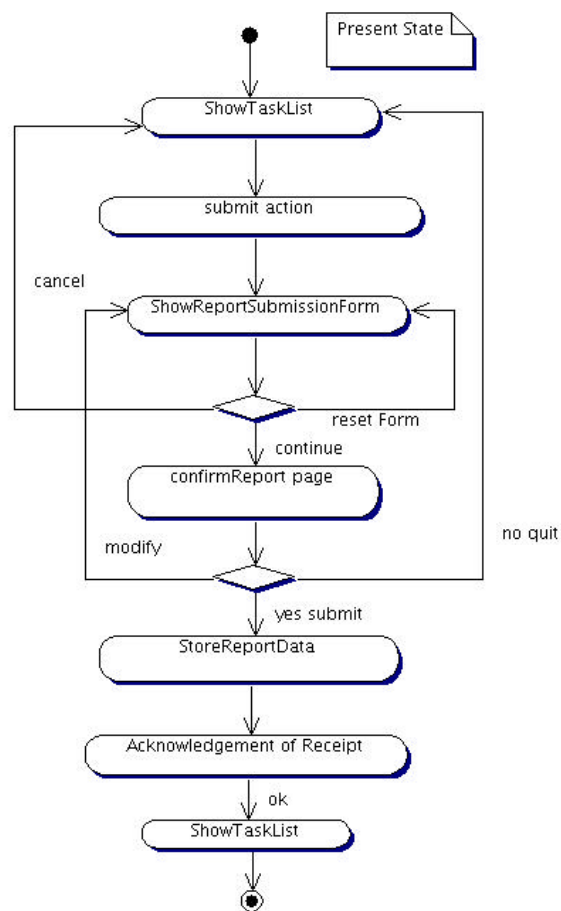 Present State
ShowTaskList
submit action
cancel
ShowReportSubmissionForm
reset Form
continue
confirmReport page
modify
no quit
yes submit
StoreReportData
Acknowledgement of Receipt
ok
ShowTaskList